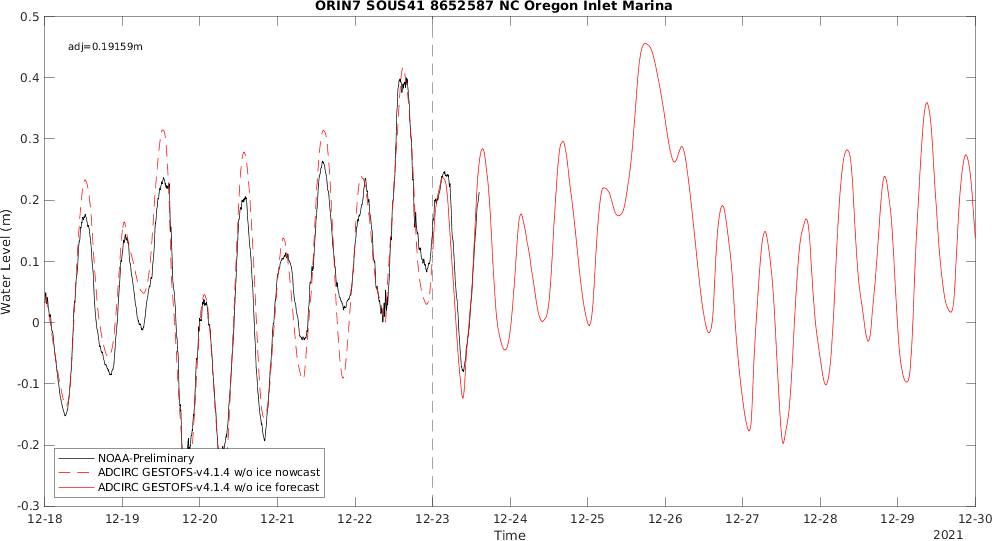 ORIN7 SOUS41 8652587 NC Oregon Inlet Marina
adj=0.19159m
0.5
0.4
0.3
0.2
0.1
0
-0.1
-0.2
-0.3
Water Level (m)
NOAA-Preliminary
ADCIRC GESTOFS-v4.1.4 w/o ice nowcast
ADCIRC GESTOFS-v4.1.4 w/o ice forecast
12-18 12-19 12-20 12-21 12-22 12-23 12-24 12-25 12-26 12-27 12-28 12-29 12-30
Time
2021